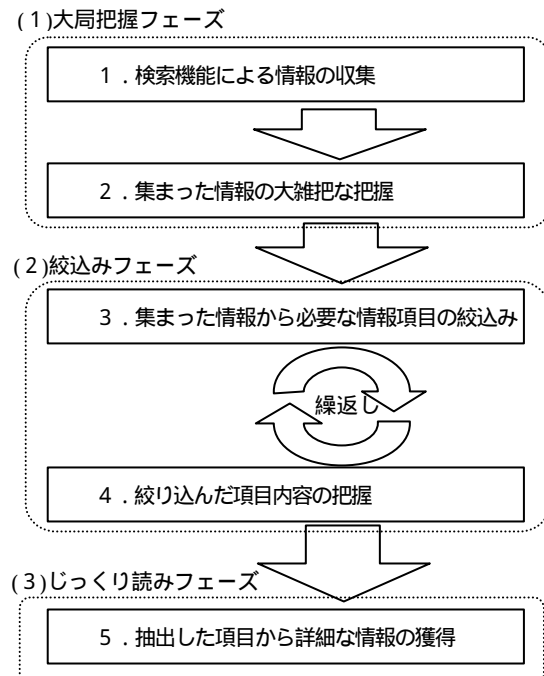 (1)大局把握フェーズ
1．検索機能による情報の収集
2．集まった情報の大雑把な把握
(2)絞込みフェーズ
3．集まった情報から必要な情報項目の絞込み
繰返し
4．絞り込んだ項目内容の把握
(3)じっくり読みフェーズ
5．抽出した項目から詳細な情報の獲得